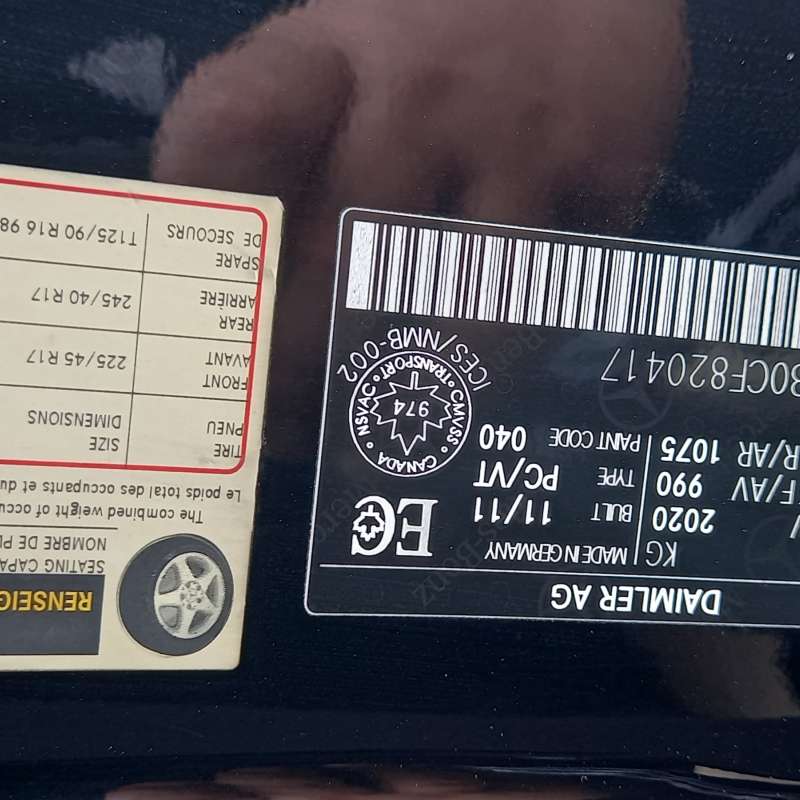 DAIMLER AG
KG MADE IN GERMANY
2020 BUILT 11/11
F/AV 990 TYPE PC/VT
R/AR 1075 PAINT CODE 040
0CF820417
ICES/NMB-002
EC
CANADA • NSVAC • TRANSPORT • CMVSS
974
RENSEIG
SEATING CAPA
NOMBRE DE PL
The combined weight of occu
Le poids total des occupants et du
TIRE SIZE
PNEU DIMENSIONS
FRONT 225/45 R17
AVANT
REAR 245/40 R17
ARRIÈRE
SPARE T125/90 R16 98
DE SECOURS